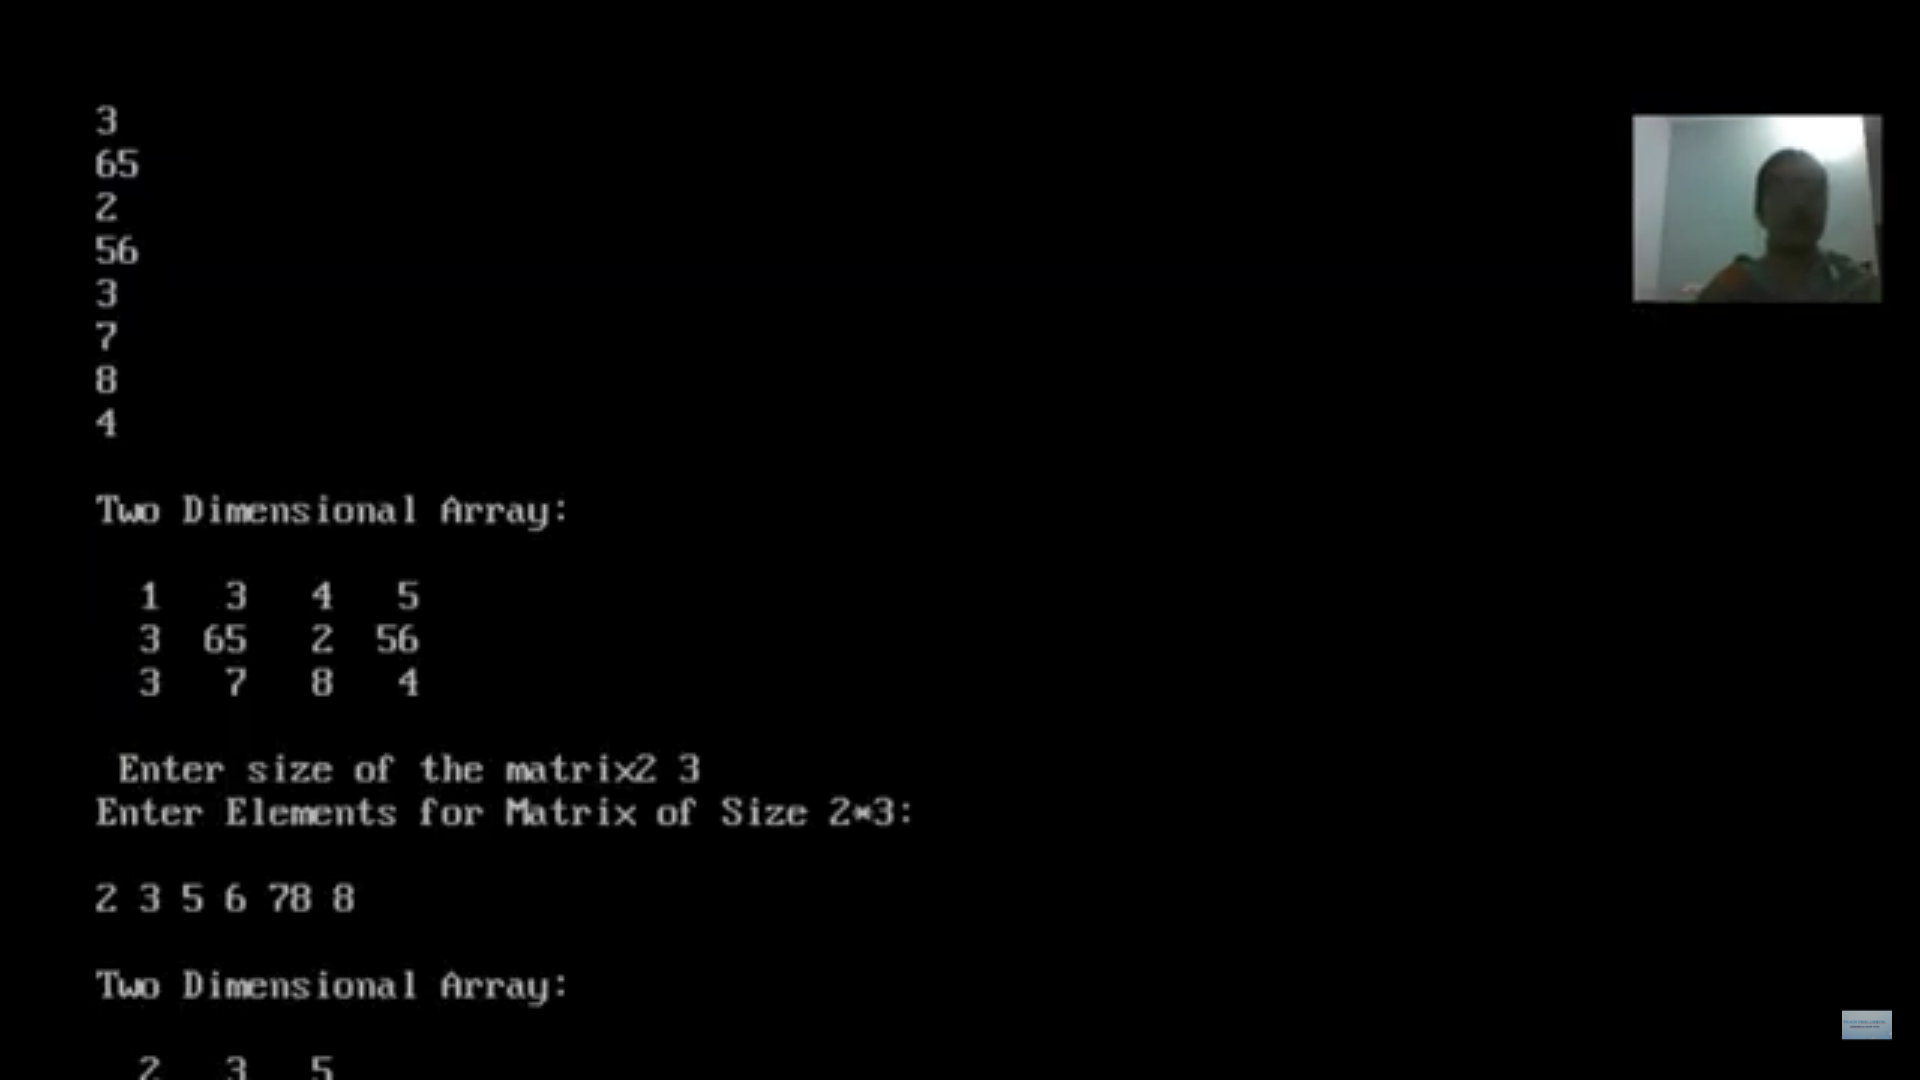 3
65
2
56
3
7
8
4
Two Dimensional Array:
1 3 4 5
3 65 2 56
3 7 8 4
Enter size of the matrix2 3
Enter Elements for Matrix of Size 2*3:
2 3 5 6 78 8
Two Dimensional Array:
2 3 5